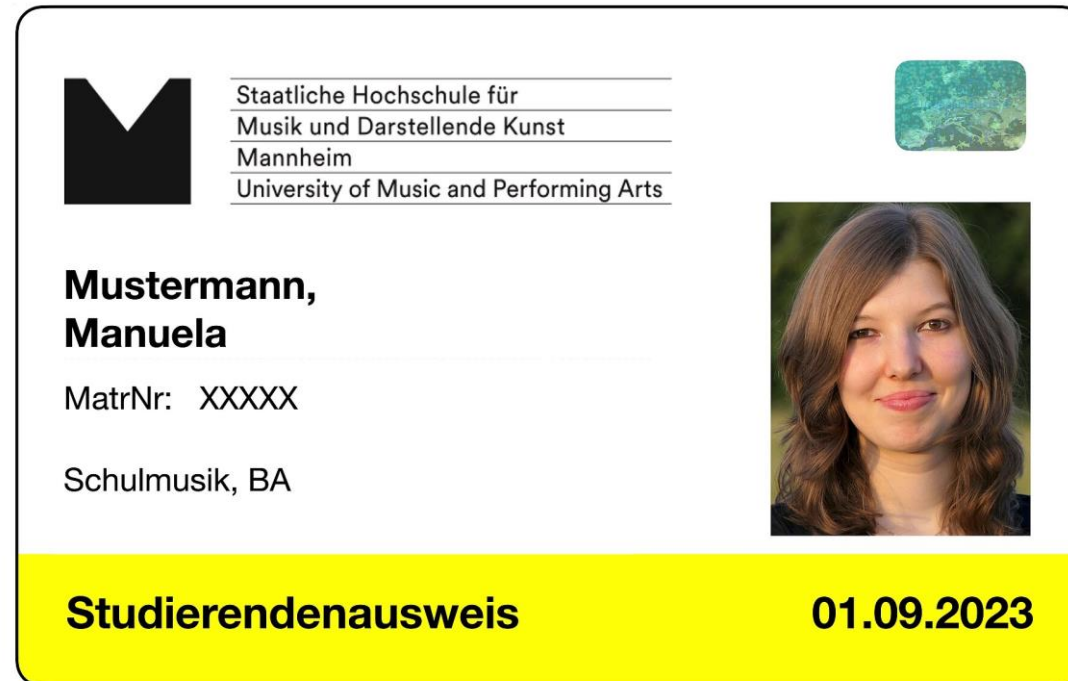 Staatliche Hochschule für
Musik und Darstellende Kunst
Mannheim
University of Music and Performing Arts
Mustermann,
Manuela
MatrNr: XXXXX
Schulmusik, BA
Studierendenausweis 01.09.2023